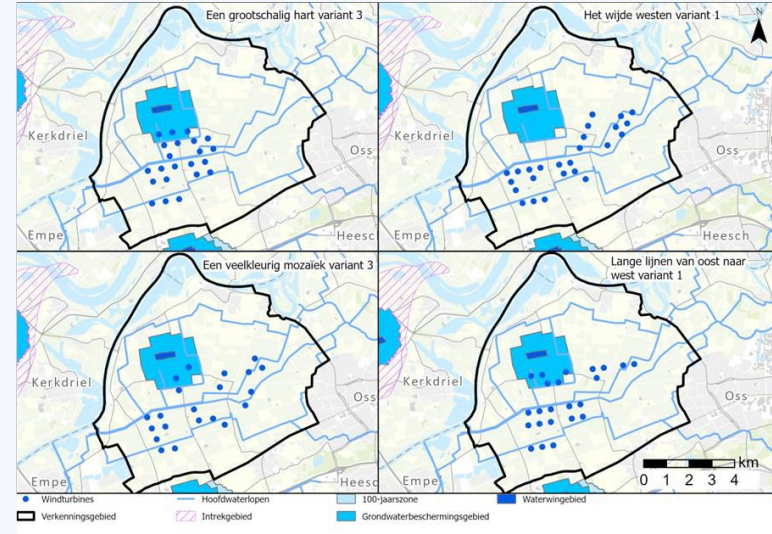 Een grootschalig hart variant 3
Kerkdriel
Oss
Empe
Heesch
Het wijde westen variant 1
N
Kerkdriel
Oss
Empe
Heesch
Een veelkleurig mozaïek variant 3
Kerkdriel
Oss
Empe
Heesc
Lange lijnen van oost naar
west variant 1
Kerkdriel
Oss
Empe
km
0 1 2 3 4
Windturbines
Hoofdwaterlopen
100-jaarszone
Waterwingebied
Verkenningsgebied
Intrekgebied
Grondwaterbeschermingsgebied